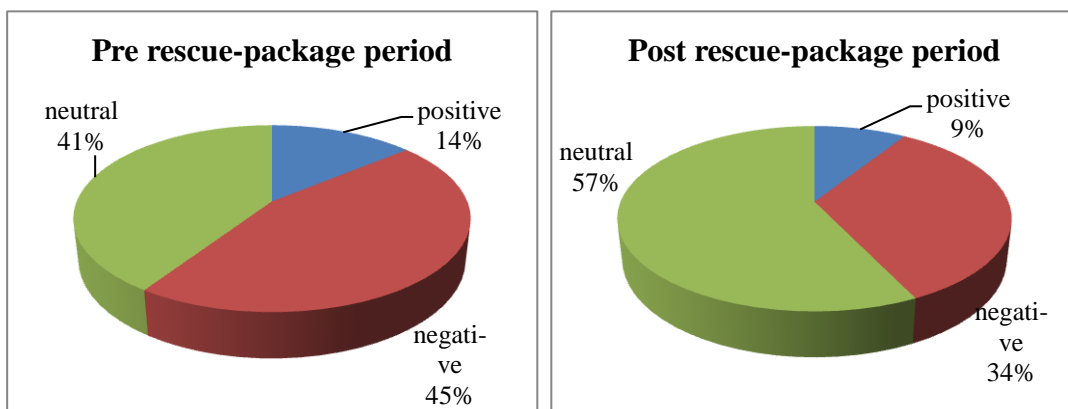 Pre rescue-package period
neutral
41%
positive
14%
negati-
ve
45%
Post rescue-package period
positive
9%
neutral
57%
negati-
ve
34%